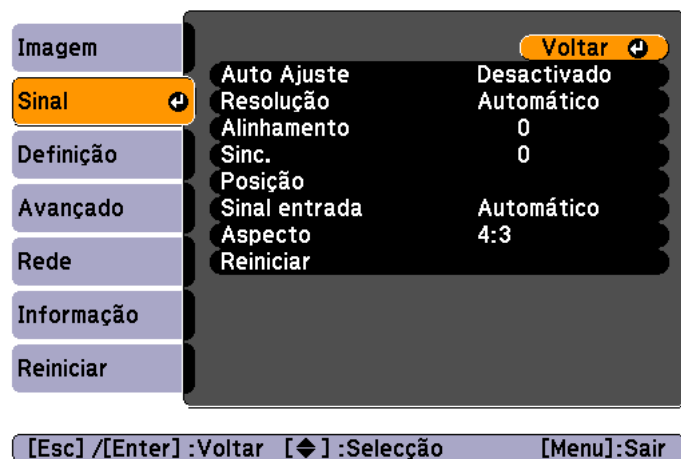 Imagem
Sinal
Definição
Avançado
Rede
Informação
Reiniciar
Voltar
Auto Ajuste Desactivado
Resolução Automático
Alinhamento 0
Sinc. 0
Posição
Sinal entrada Automático
Aspecto 4:3
Reiniciar
[Esc] /[Enter] :Voltar [◆] :Selecção [Menu]:Sair